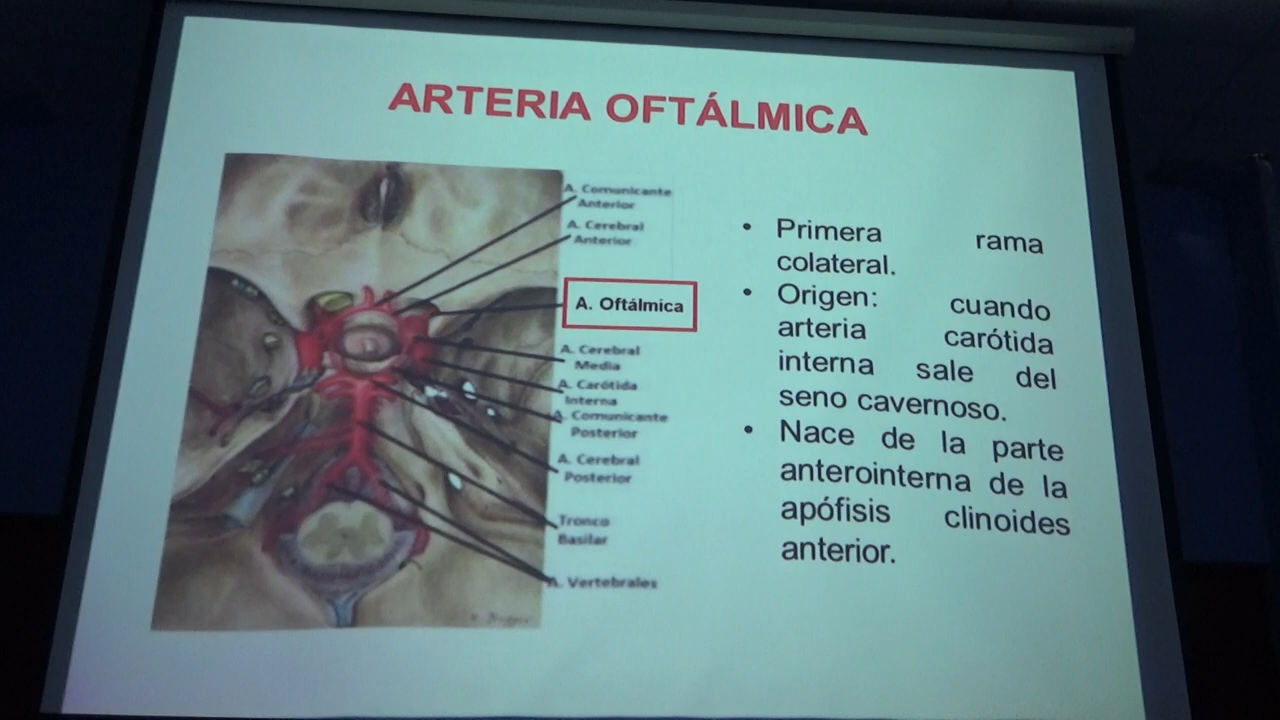 ARTERIA OFTÁLMICA
A. Comunicante
Anterior
A. Cerebral
Anterior
A. Oftálmica
A. Cerebral
Media
A. Carótida
Interna
A. Comunicante
Posterior
A. Cerebral
Posterior
Tronco
Basilar
A. Vertebrales
• Primera rama
colateral.
• Origen: cuando
arteria carótida
interna sale del
seno cavernoso.
• Nace de la parte
anterointerna de la
apófisis clinoides
anterior.